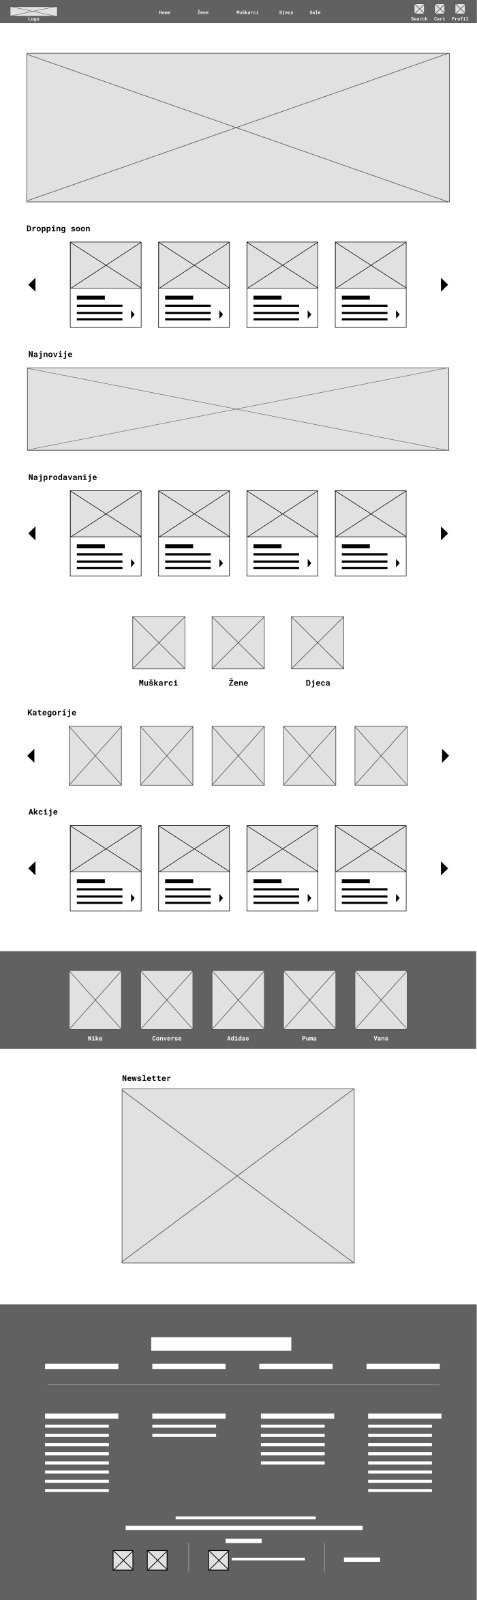 Home Žene Muškarci Djeca Sale
Logo Search Cart Profil
Dropping soon
Najnovije
Najprodavanije
Muškarci Žene Djeca
Kategorije
Akcije
Nike Converse Adidas Puma Vans
Newsletter